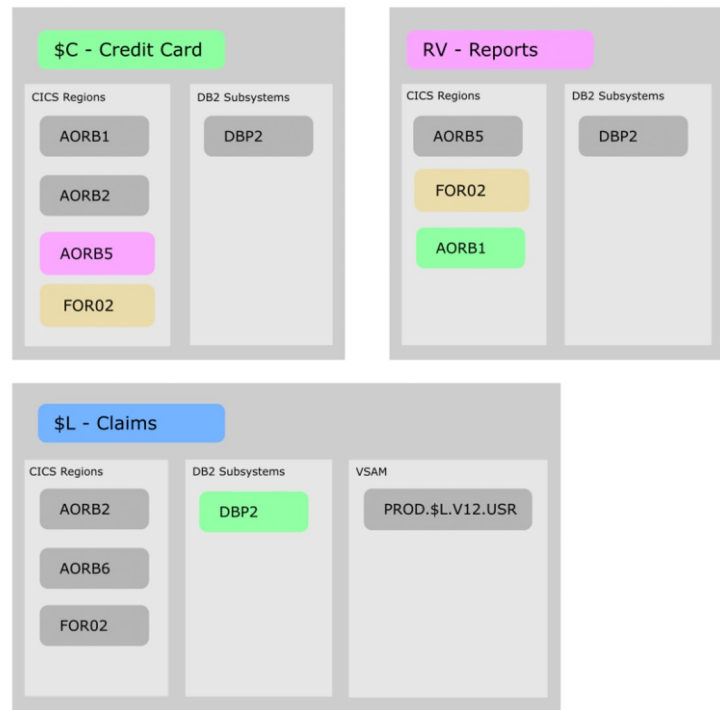 $C - Credit Card
CICS Regions
AORB1
AORB2
AORB5
FOR02
DB2 Subsystems
DBP2
RV - Reports
CICS Regions
AORB5
FOR02
AORB1
DB2 Subsystems
DBP2
$L - Claims
CICS Regions
AORB2
AORB6
FOR02
DB2 Subsystems
DBP2
VSAM
PROD.$L.V12.USR